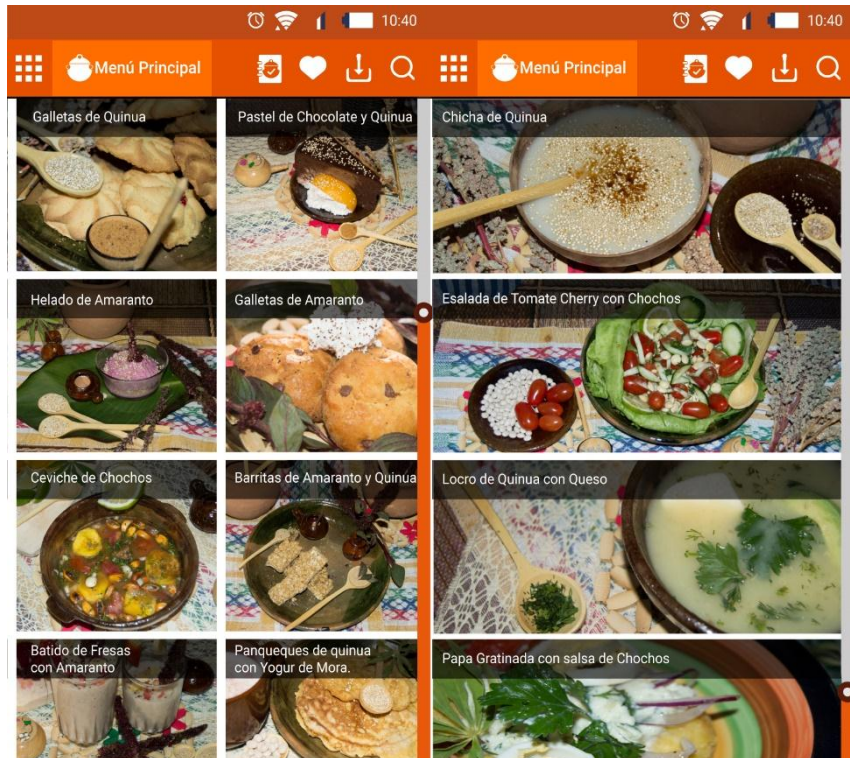 10:40
Menú Principal
Galletas de Quinua
Pastel de Chocolate y Quinua
Helado de Amaranto
Galletas de Amaranto
Ceviche de Chochos
Barritas de Amaranto y Quinua
Batido de Fresas
con Amaranto
Panqueques de quinua
con Yogur de Mora.
10:40
Menú Principal
Chicha de Quinua
Esalada de Tomate Cherry con Chochos
Locro de Quinua con Queso
Papa Gratinada con salsa de Chochos